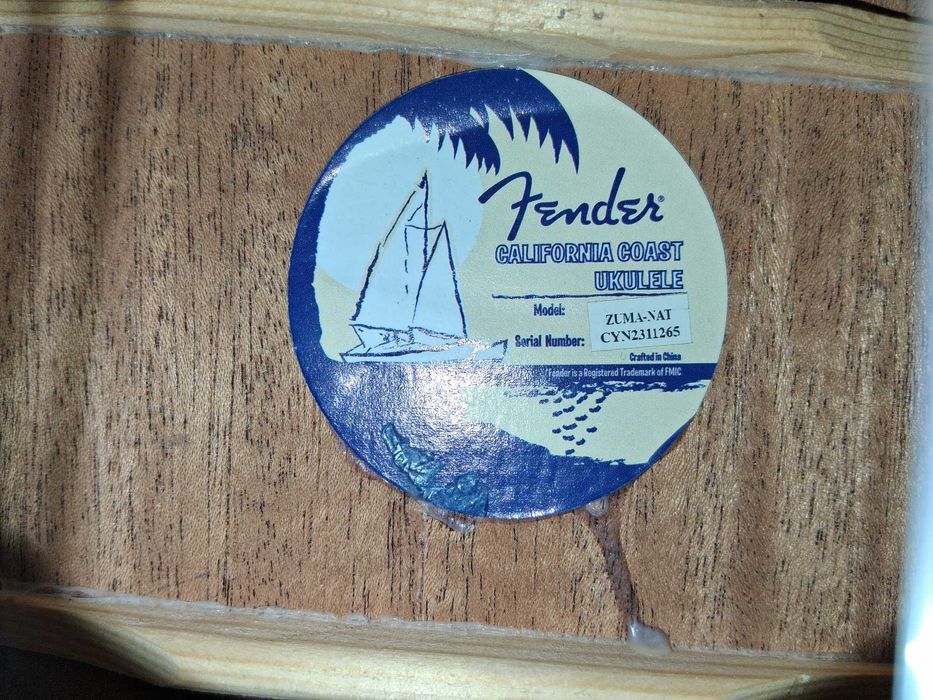 Fender®
CALIFORNIA COAST
UKULELE
Model: ZUMA-NAT
Serial Number: CYN2311265
Crafted in China
Fender is a Registered Trademark of FMIC